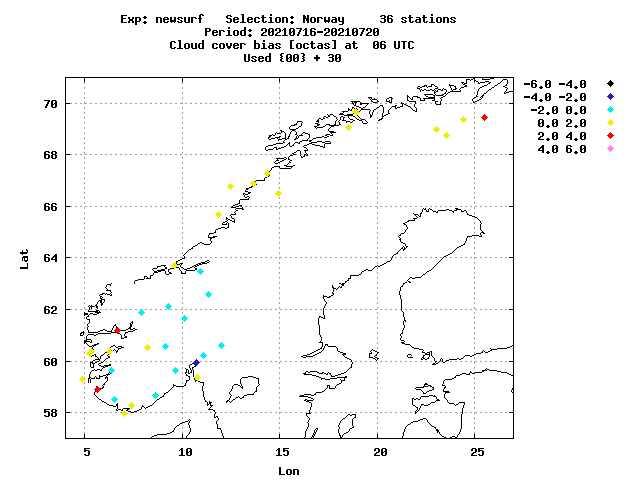 Exp: newsurf Selection: Norway 36 stations
Period: 20210716-20210720
Cloud cover bias [octas] at 06 UTC
Used {00} + 30
-6.0 -4.0
-4.0 -2.0
-2.0 0.0
0.0 2.0
2.0 4.0
4.0 6.0
70
68
66
64
62
60
58
Lat
5 10 15 20 25
Lon